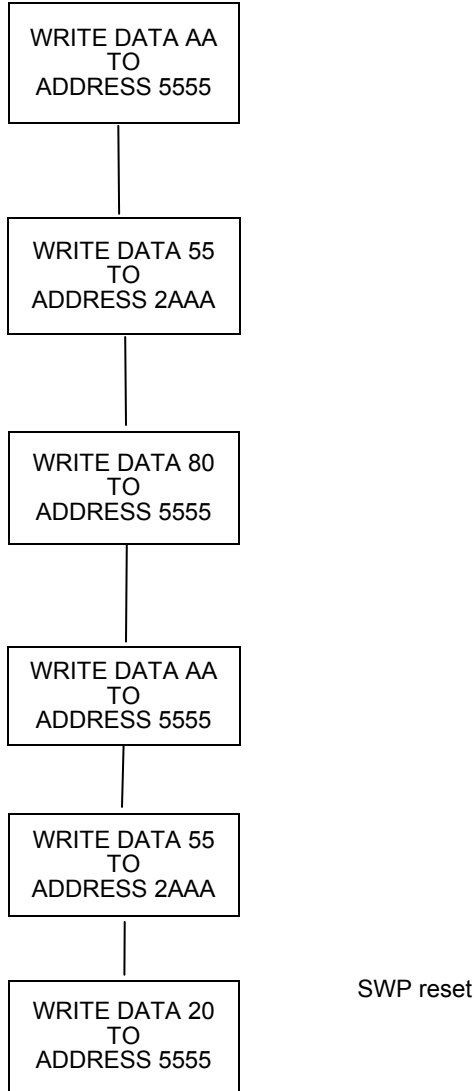 WRITE DATA AA
TO
ADDRESS 5555
WRITE DATA 55
TO
ADDRESS 2AAA
WRITE DATA 80
TO
ADDRESS 5555
WRITE DATA AA
TO
ADDRESS 5555
WRITE DATA 55
TO
ADDRESS 2AAA
SWP reset
WRITE DATA 20
TO
ADDRESS 5555